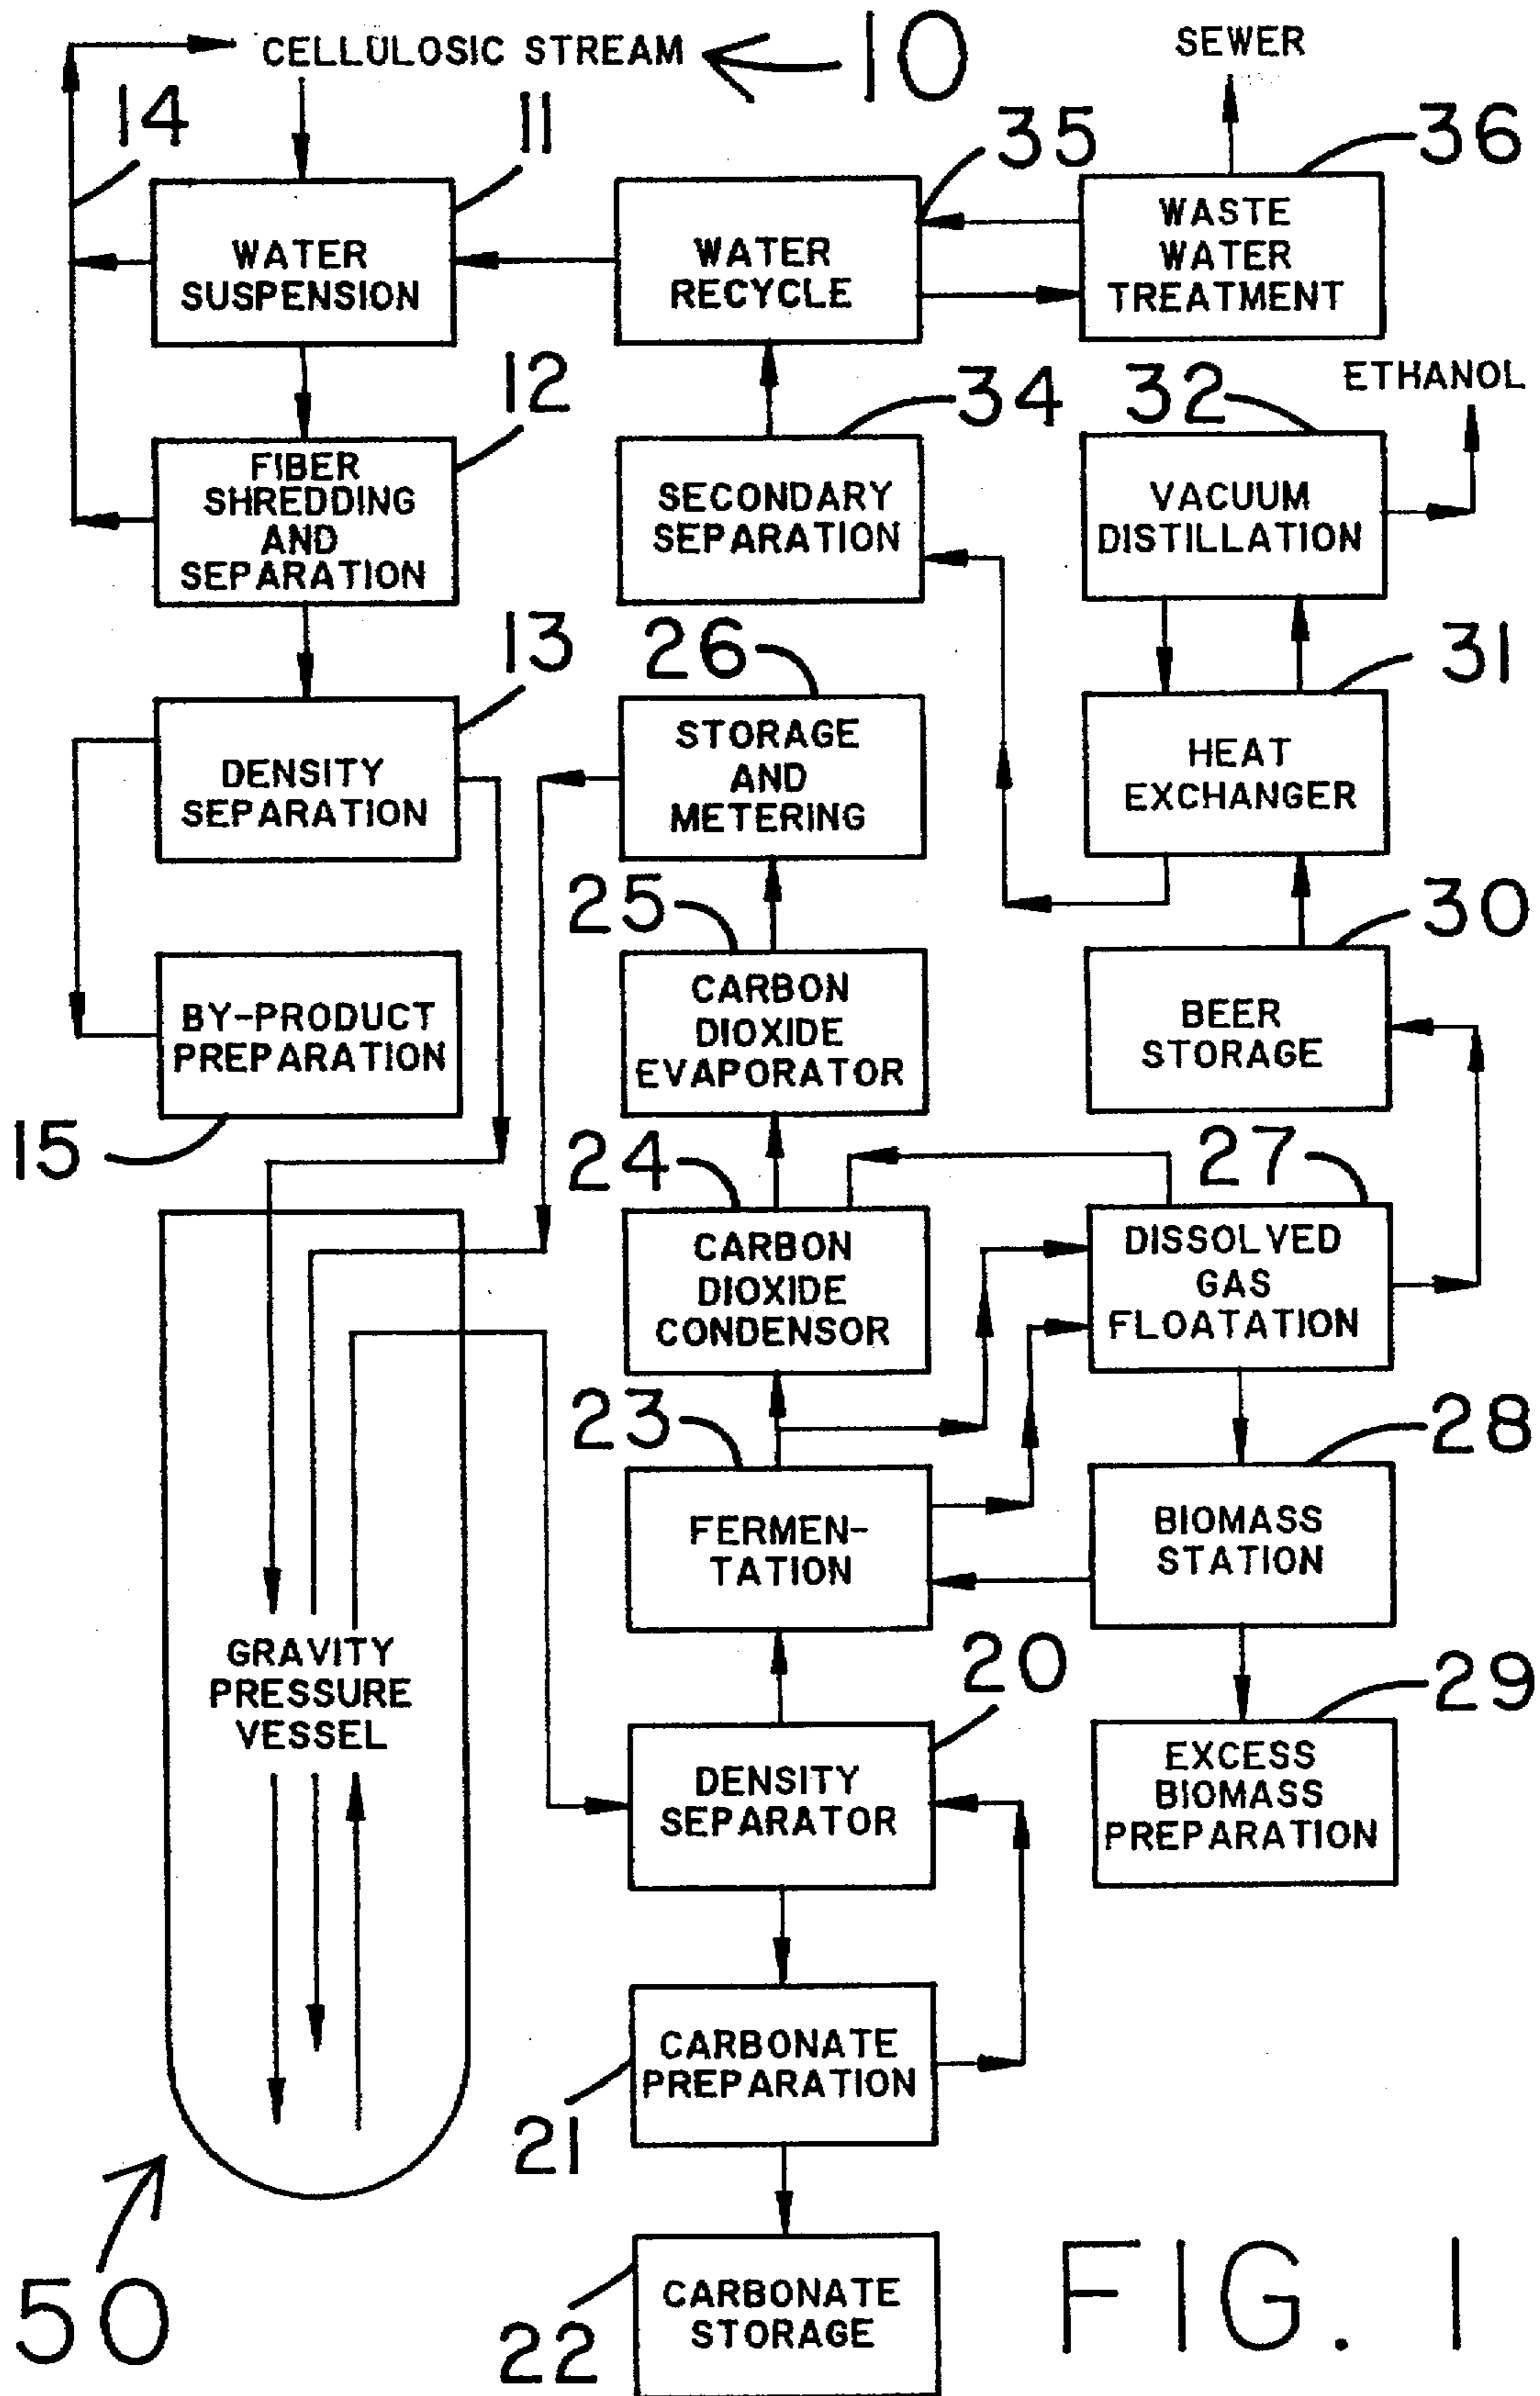 CELLULOSIC STREAM
10
SEWER
14
11
35
36
WATER
SUSPENSION
WATER
RECYCLE
WASTE
WATER
TREATMENT
12
34
32
ETHANOL
FIBER
SHREDDING
AND
SEPARATION
SECONDARY
SEPARATION
VACUUM
DISTILLATION
13
26
31
DENSITY
SEPARATION
STORAGE
AND
METERING
HEAT
EXCHANGER
25
30
BY-PRODUCT
PREPARATION
CARBON
DIOXIDE
EVAPORATOR
BEER
STORAGE
15
24
27
CARBON
DIOXIDE
CONDENSOR
DISSOLVED
GAS
FLOATATION
23
28
FERMEN-
TATION
BIOMASS
STATION
GRAVITY
PRESSURE
VESSEL
20
29
DENSITY
SEPARATOR
EXCESS
BIOMASS
PREPARATION
CARBONATE
PREPARATION
21
50
22
CARBONATE
STORAGE
FIG. 1